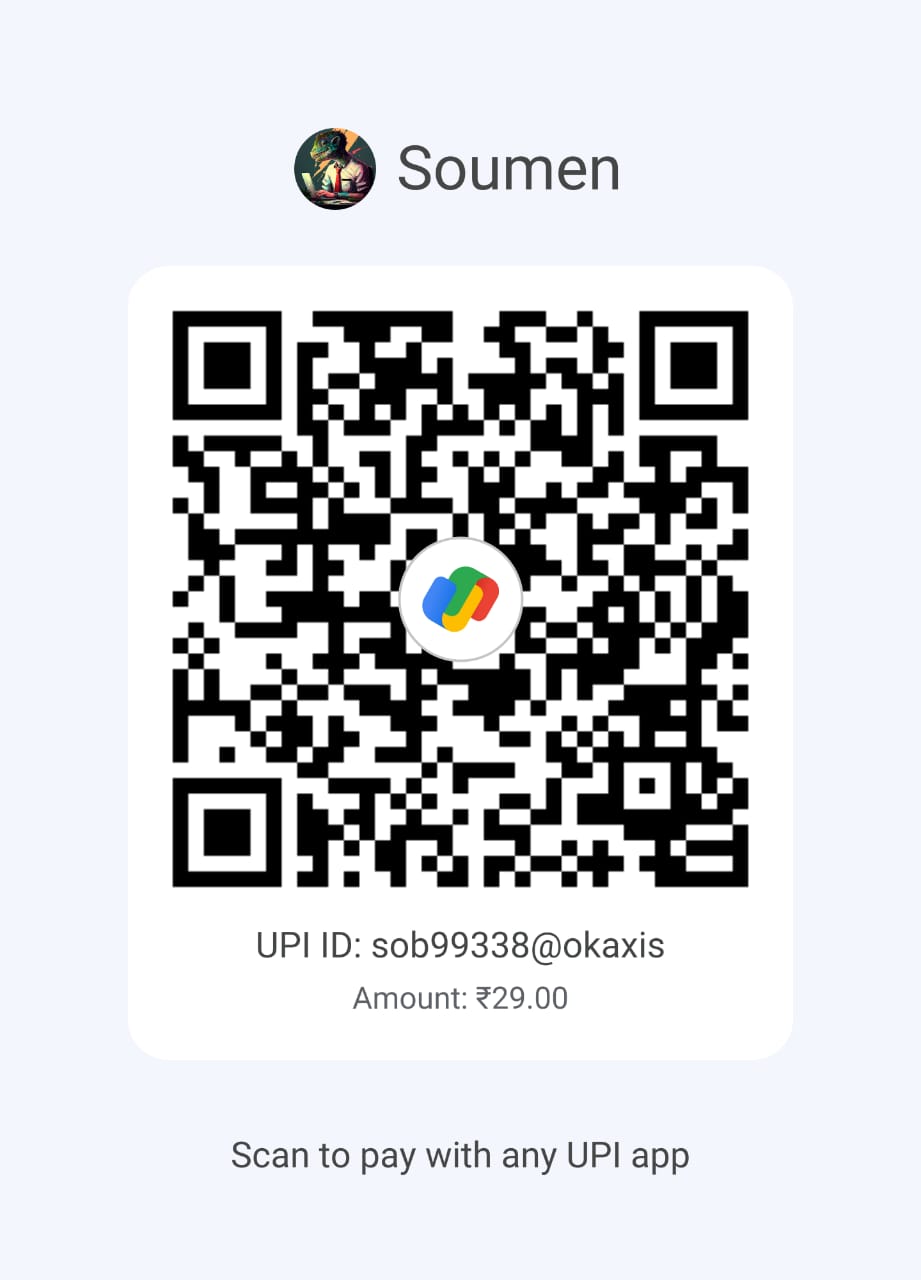 Soumen
UPI ID: sob99338@okaxis
Amount: ₹29.00
Scan to pay with any UPI app